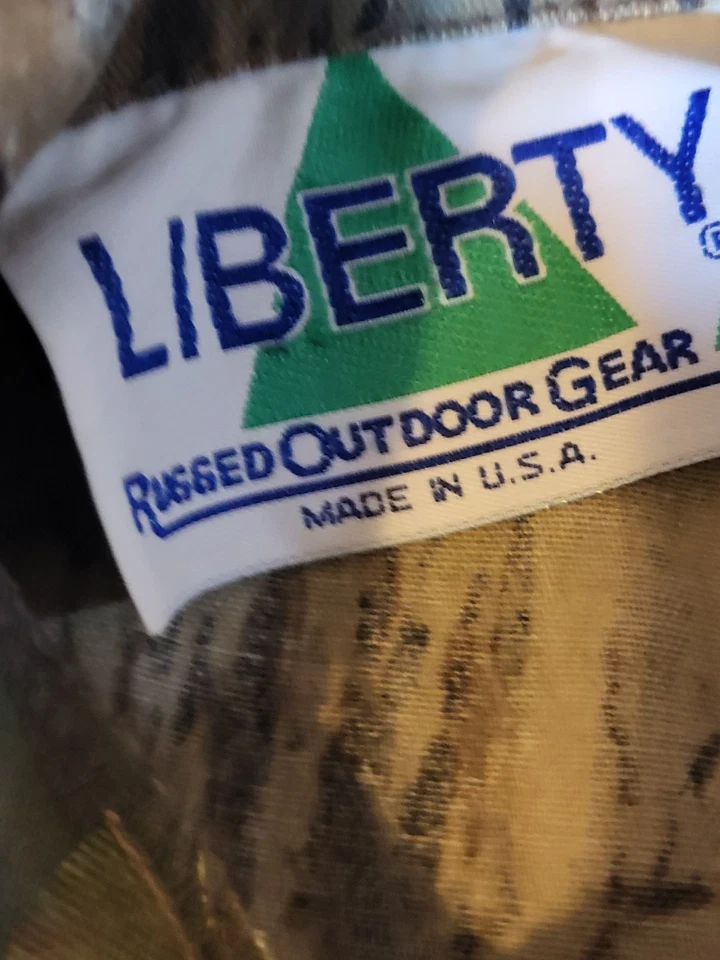 LIBERTY®
RUGGED OUTDOOR GEAR
MADE IN U.S.A.